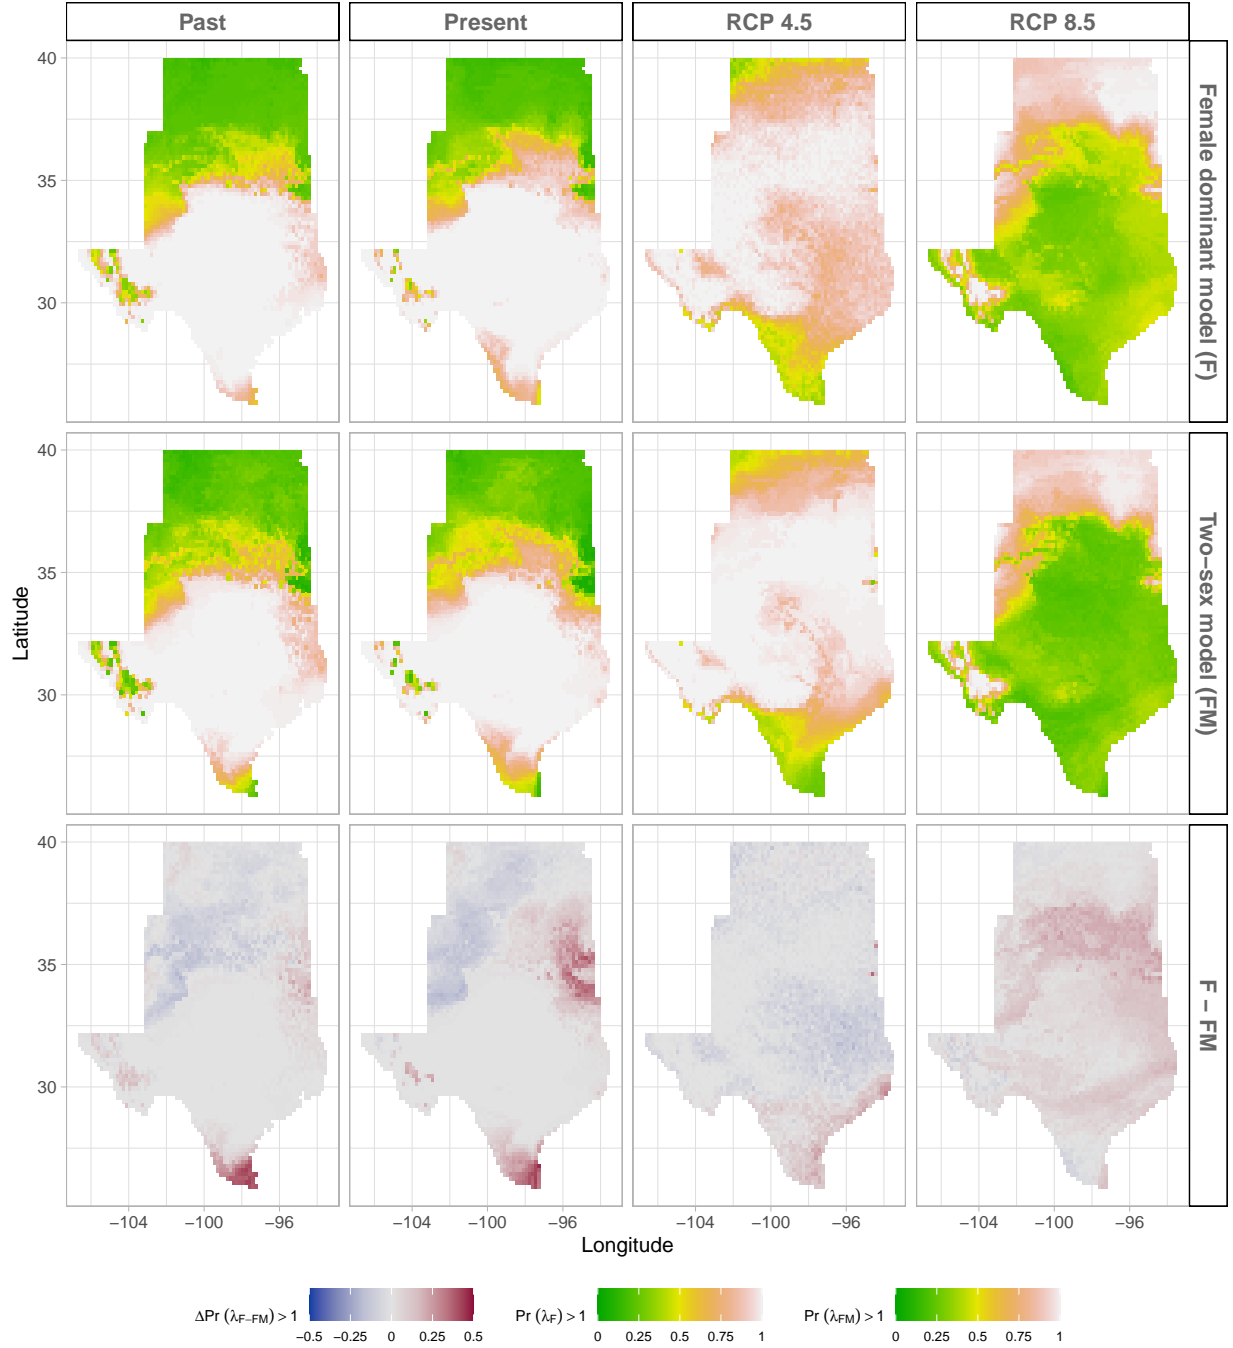 Past Present RCP 4.5 RCP 8.5
40
35
30
Female dominant model (F)
40
35
30
Two−sex model (FM)
Latitude
40
35
30
F − FM
−104 −100 −96 −104 −100 −96 −104 −100 −96 −104 −100 −96
Longitude
ΔPr (λF−FM) > 1
−0.5 −0.25 0 0.25 0.5
Pr (λF) > 1
0 0.25 0.5 0.75 1
Pr (λFM) > 1
0 0.25 0.5 0.75 1